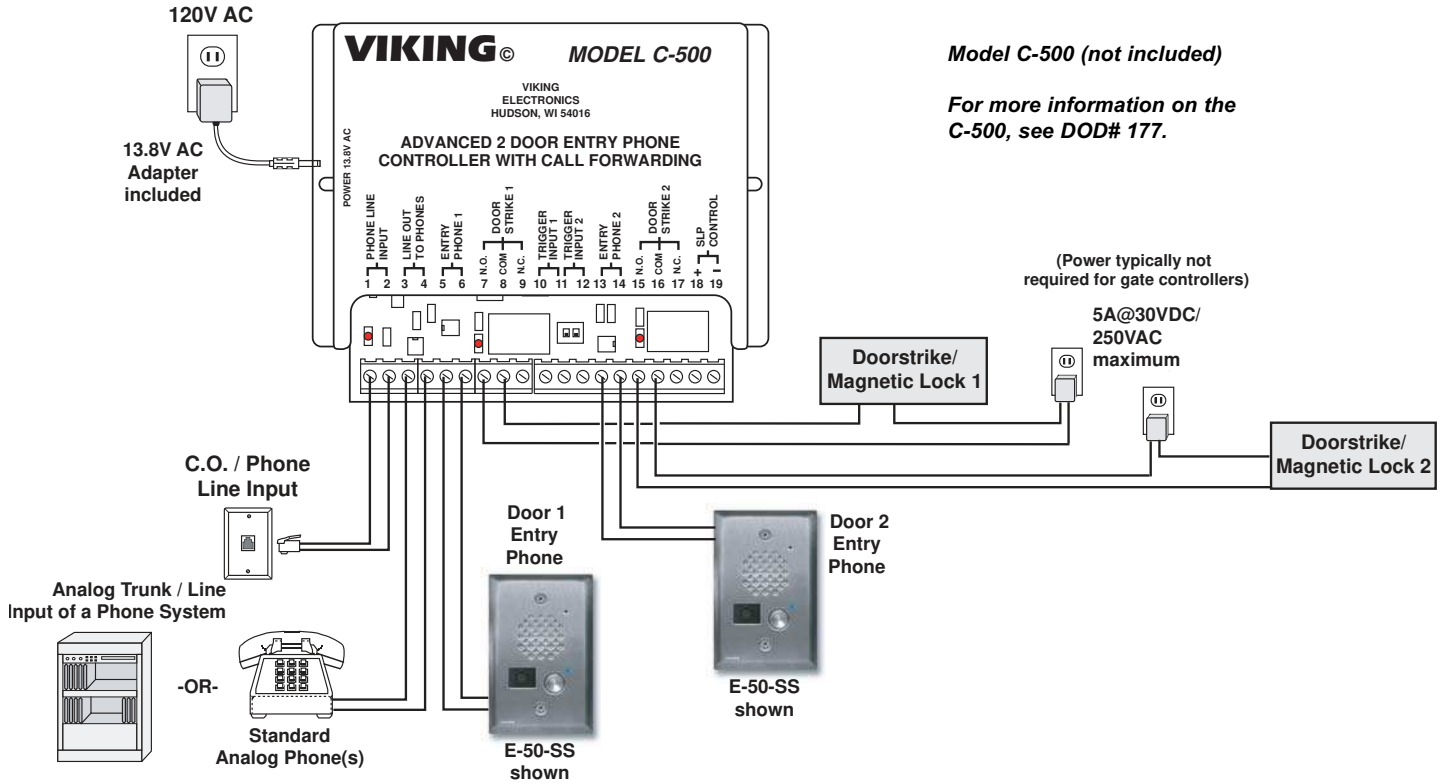 120V AC
13.8V AC
Adapter
included
VIKING©
MODEL C-500
VIKING
ELECTRONICS
HUDSON, WI 54016
ADVANCED 2 DOOR ENTRY PHONE
CONTROLLER WITH CALL FORWARDING
POWER 13.8V AC
PHONE LINE
INPUT
LINE OUT
TO PHONES
ENTRY
PHONE 1
DOOR
STRIKE 1
N.O.
COM
N.C.
TRIGGER
INPUT 1
TRIGGER
INPUT 2
ENTRY
PHONE 2
DOOR
STRIKE 2
N.O.
COM
N.C.
SLP
CONTROL
+
–
1 2 3 4 5 6 7 8 9 10 11 12 13 14 15 16 17 18 19
Model C-500 (not included)
For more information on the
C-500, see DOD# 177.
(Power typically not
required for gate controllers)
5A@30VDC/
250VAC
maximum
Doorstrike/
Magnetic Lock 1
Doorstrike/
Magnetic Lock 2
C.O. / Phone
Line Input
Analog Trunk / Line
Input of a Phone System
-OR-
Standard
Analog Phone(s)
Door 1
Entry
Phone
E-50-SS
shown
Door 2
Entry
Phone
E-50-SS
shown